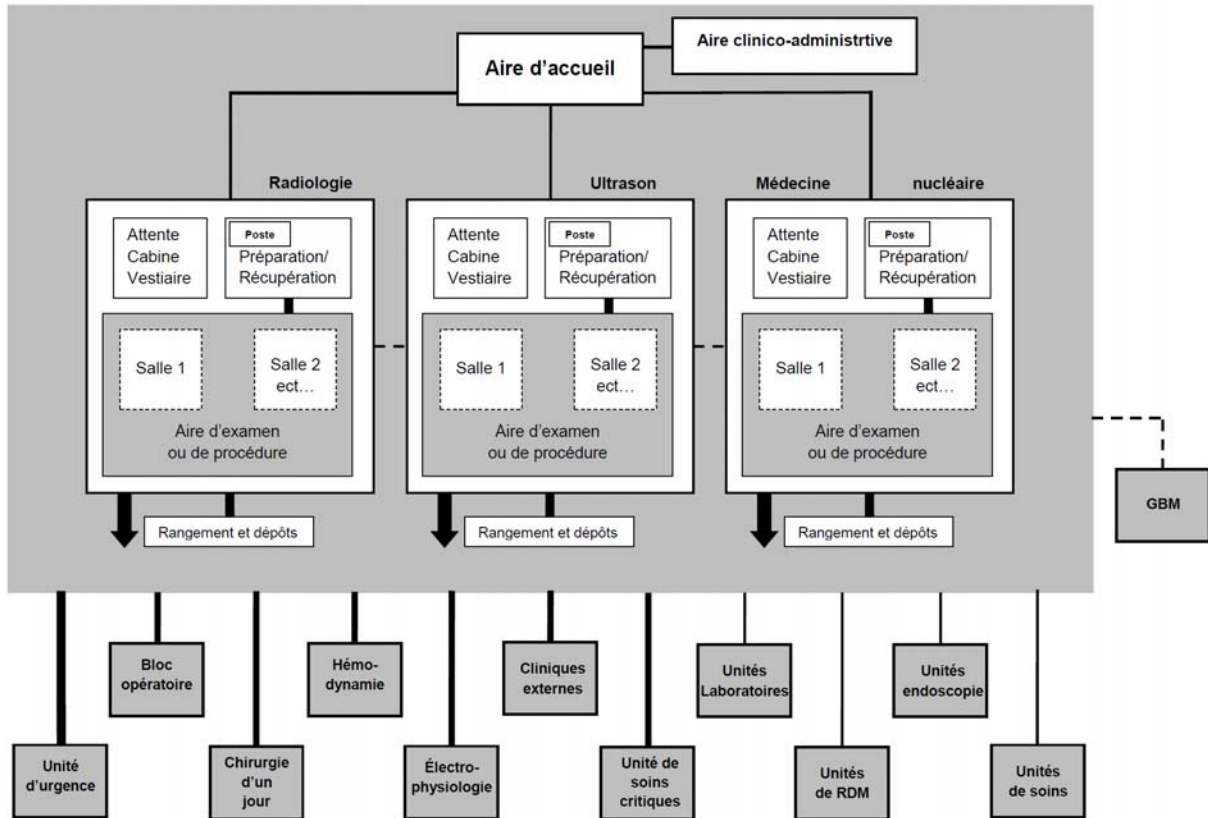 Aire clinico-administrtive
Aire d'accueil
Radiologie
Ultrason
Médecine nucléaire
Attente
Cabine
Vestiaire
Poste
Préparation/
Récupération
Salle 1
Salle 2
ect…
Aire d'examen
ou de procédure
Rangement et dépôts
Attente
Cabine
Vestiaire
Poste
Préparation/
Récupération
Salle 1
Salle 2
ect…
Aire d'examen
ou de procédure
Rangement et dépôts
Attente
Cabine
Vestiaire
Poste
Préparation/
Récupération
Salle 1
Salle 2
ect…
Aire d'examen
ou de procédure
Rangement et dépôts
GBM
Bloc
opératoire
Hémo-
dynamie
Cliniques
externes
Unités
Laboratoires
Unités
endoscopie
Unité
d'urgence
Chirurgie
d'un
jour
Électro-
physiologie
Unité de
soins
critiques
Unités
de RDM
Unités
de soins